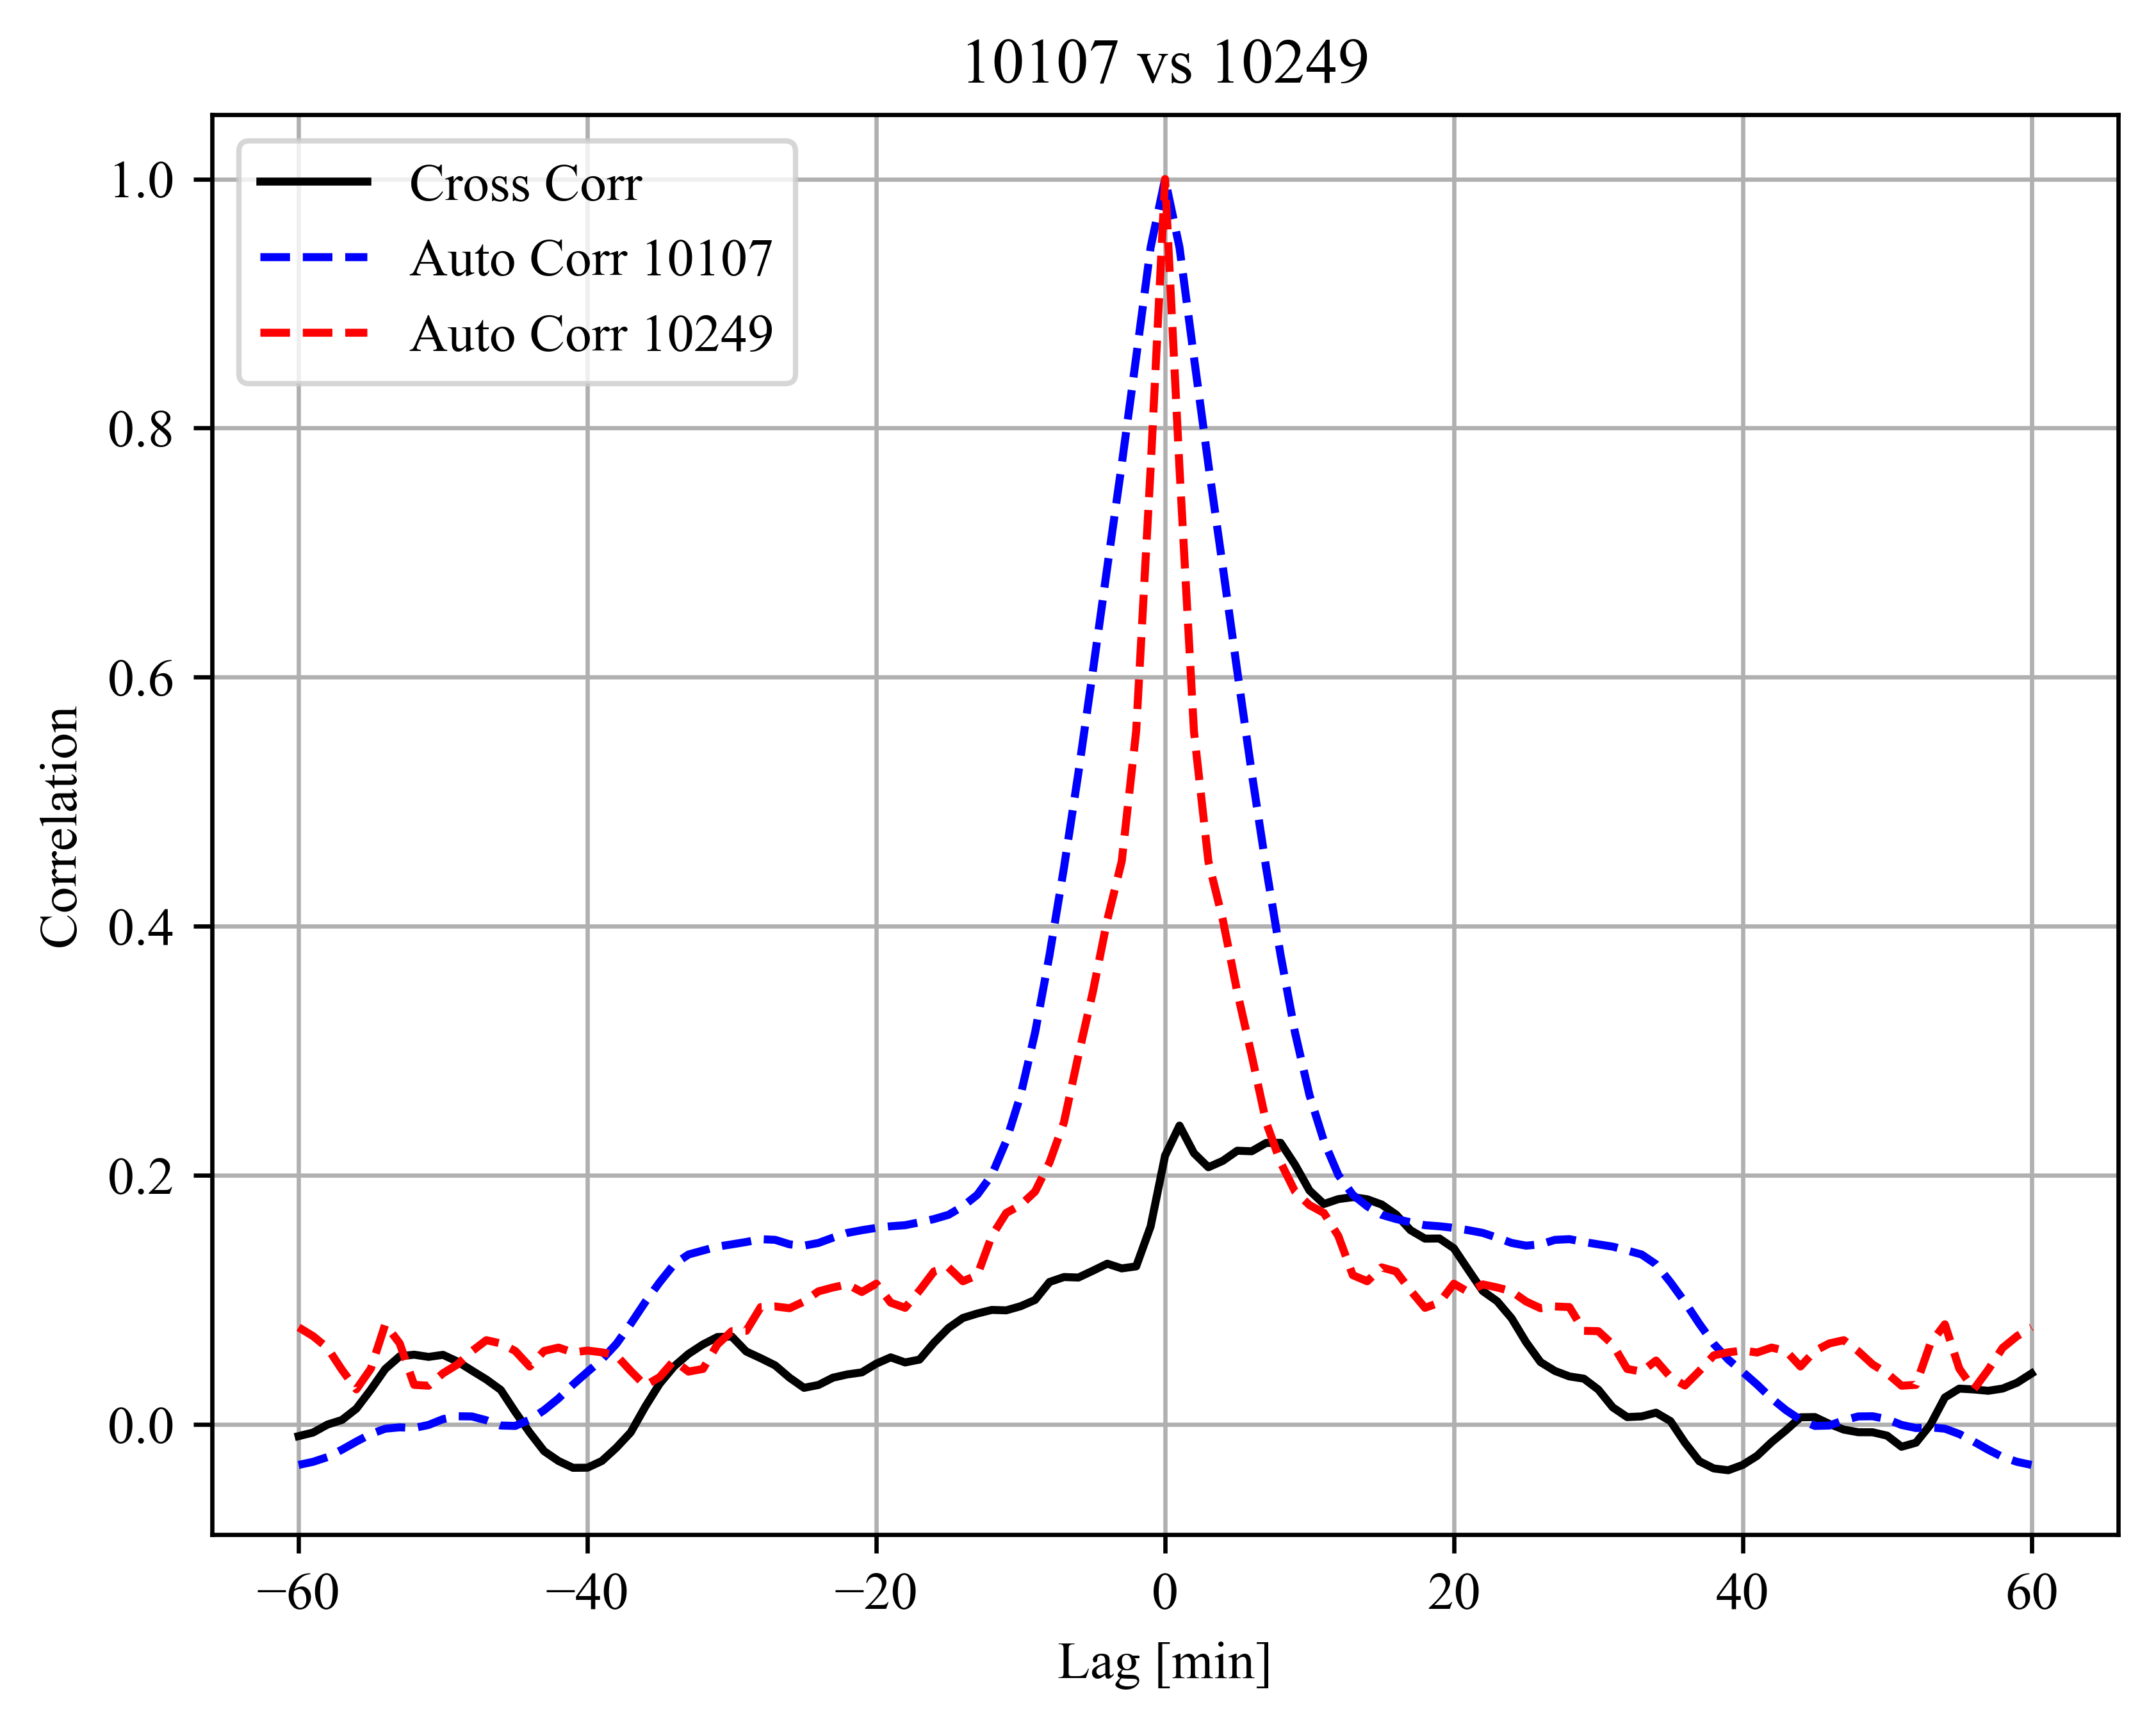 10107 vs 10249
Cross Corr
Auto Corr 10107
Auto Corr 10249
1.0
0.8
0.6
0.4
0.2
0.0
Correlation
−60
−40
−20
0
20
40
60
Lag [min]